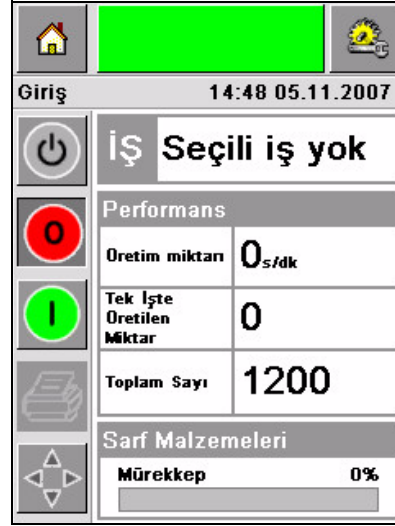 Giriş 14:48 05.11.2007
İŞ Seçili iş yok
O
Performans
Üretim miktarı 0s/dk
I
Tek İşte
Üretilen
Miktar
0
Toplam Sayı 1200
Sarf Malzemeleri
Mürekkep 0%